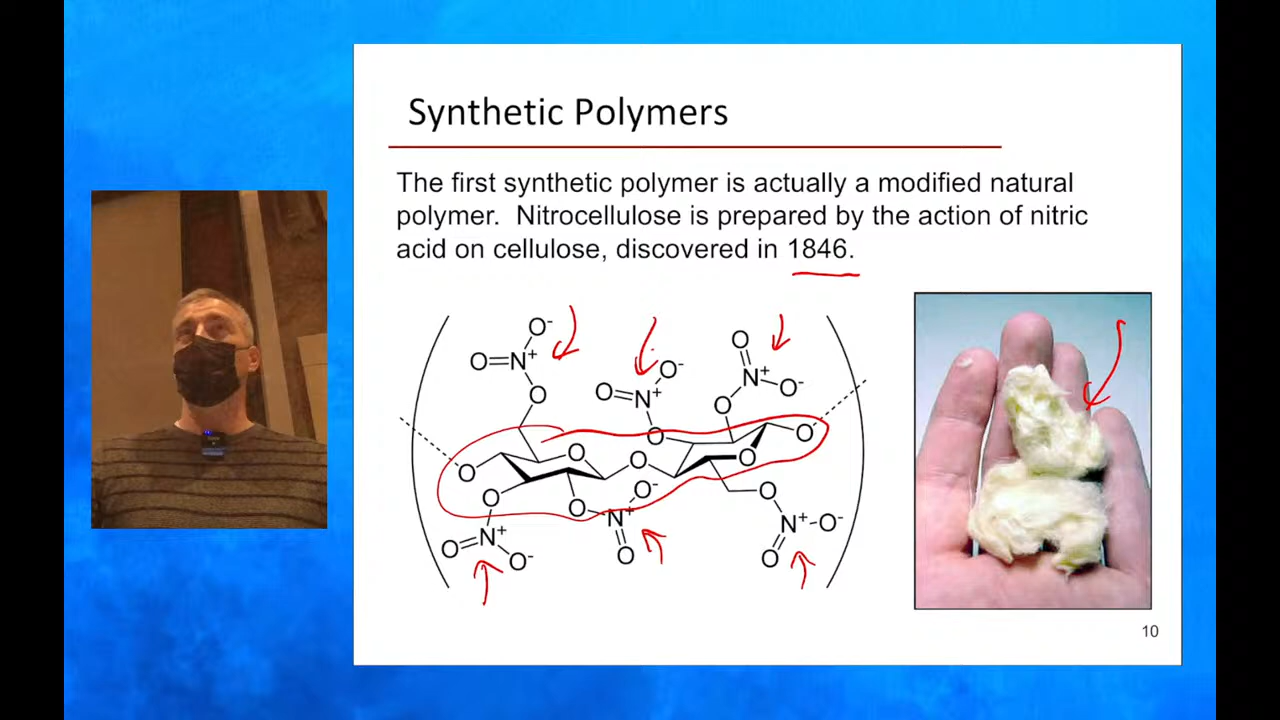 Synthetic Polymers
The first synthetic polymer is actually a modified natural
polymer. Nitrocellulose is prepared by the action of nitric
acid on cellulose, discovered in 1846.
O-
O=N+
O
O
N+
O-
O
O-
O=N+
O
O
O
O
O
O
O
O-
O
N+
O
O
N+-O-
O
O
N+
O=
O-
10